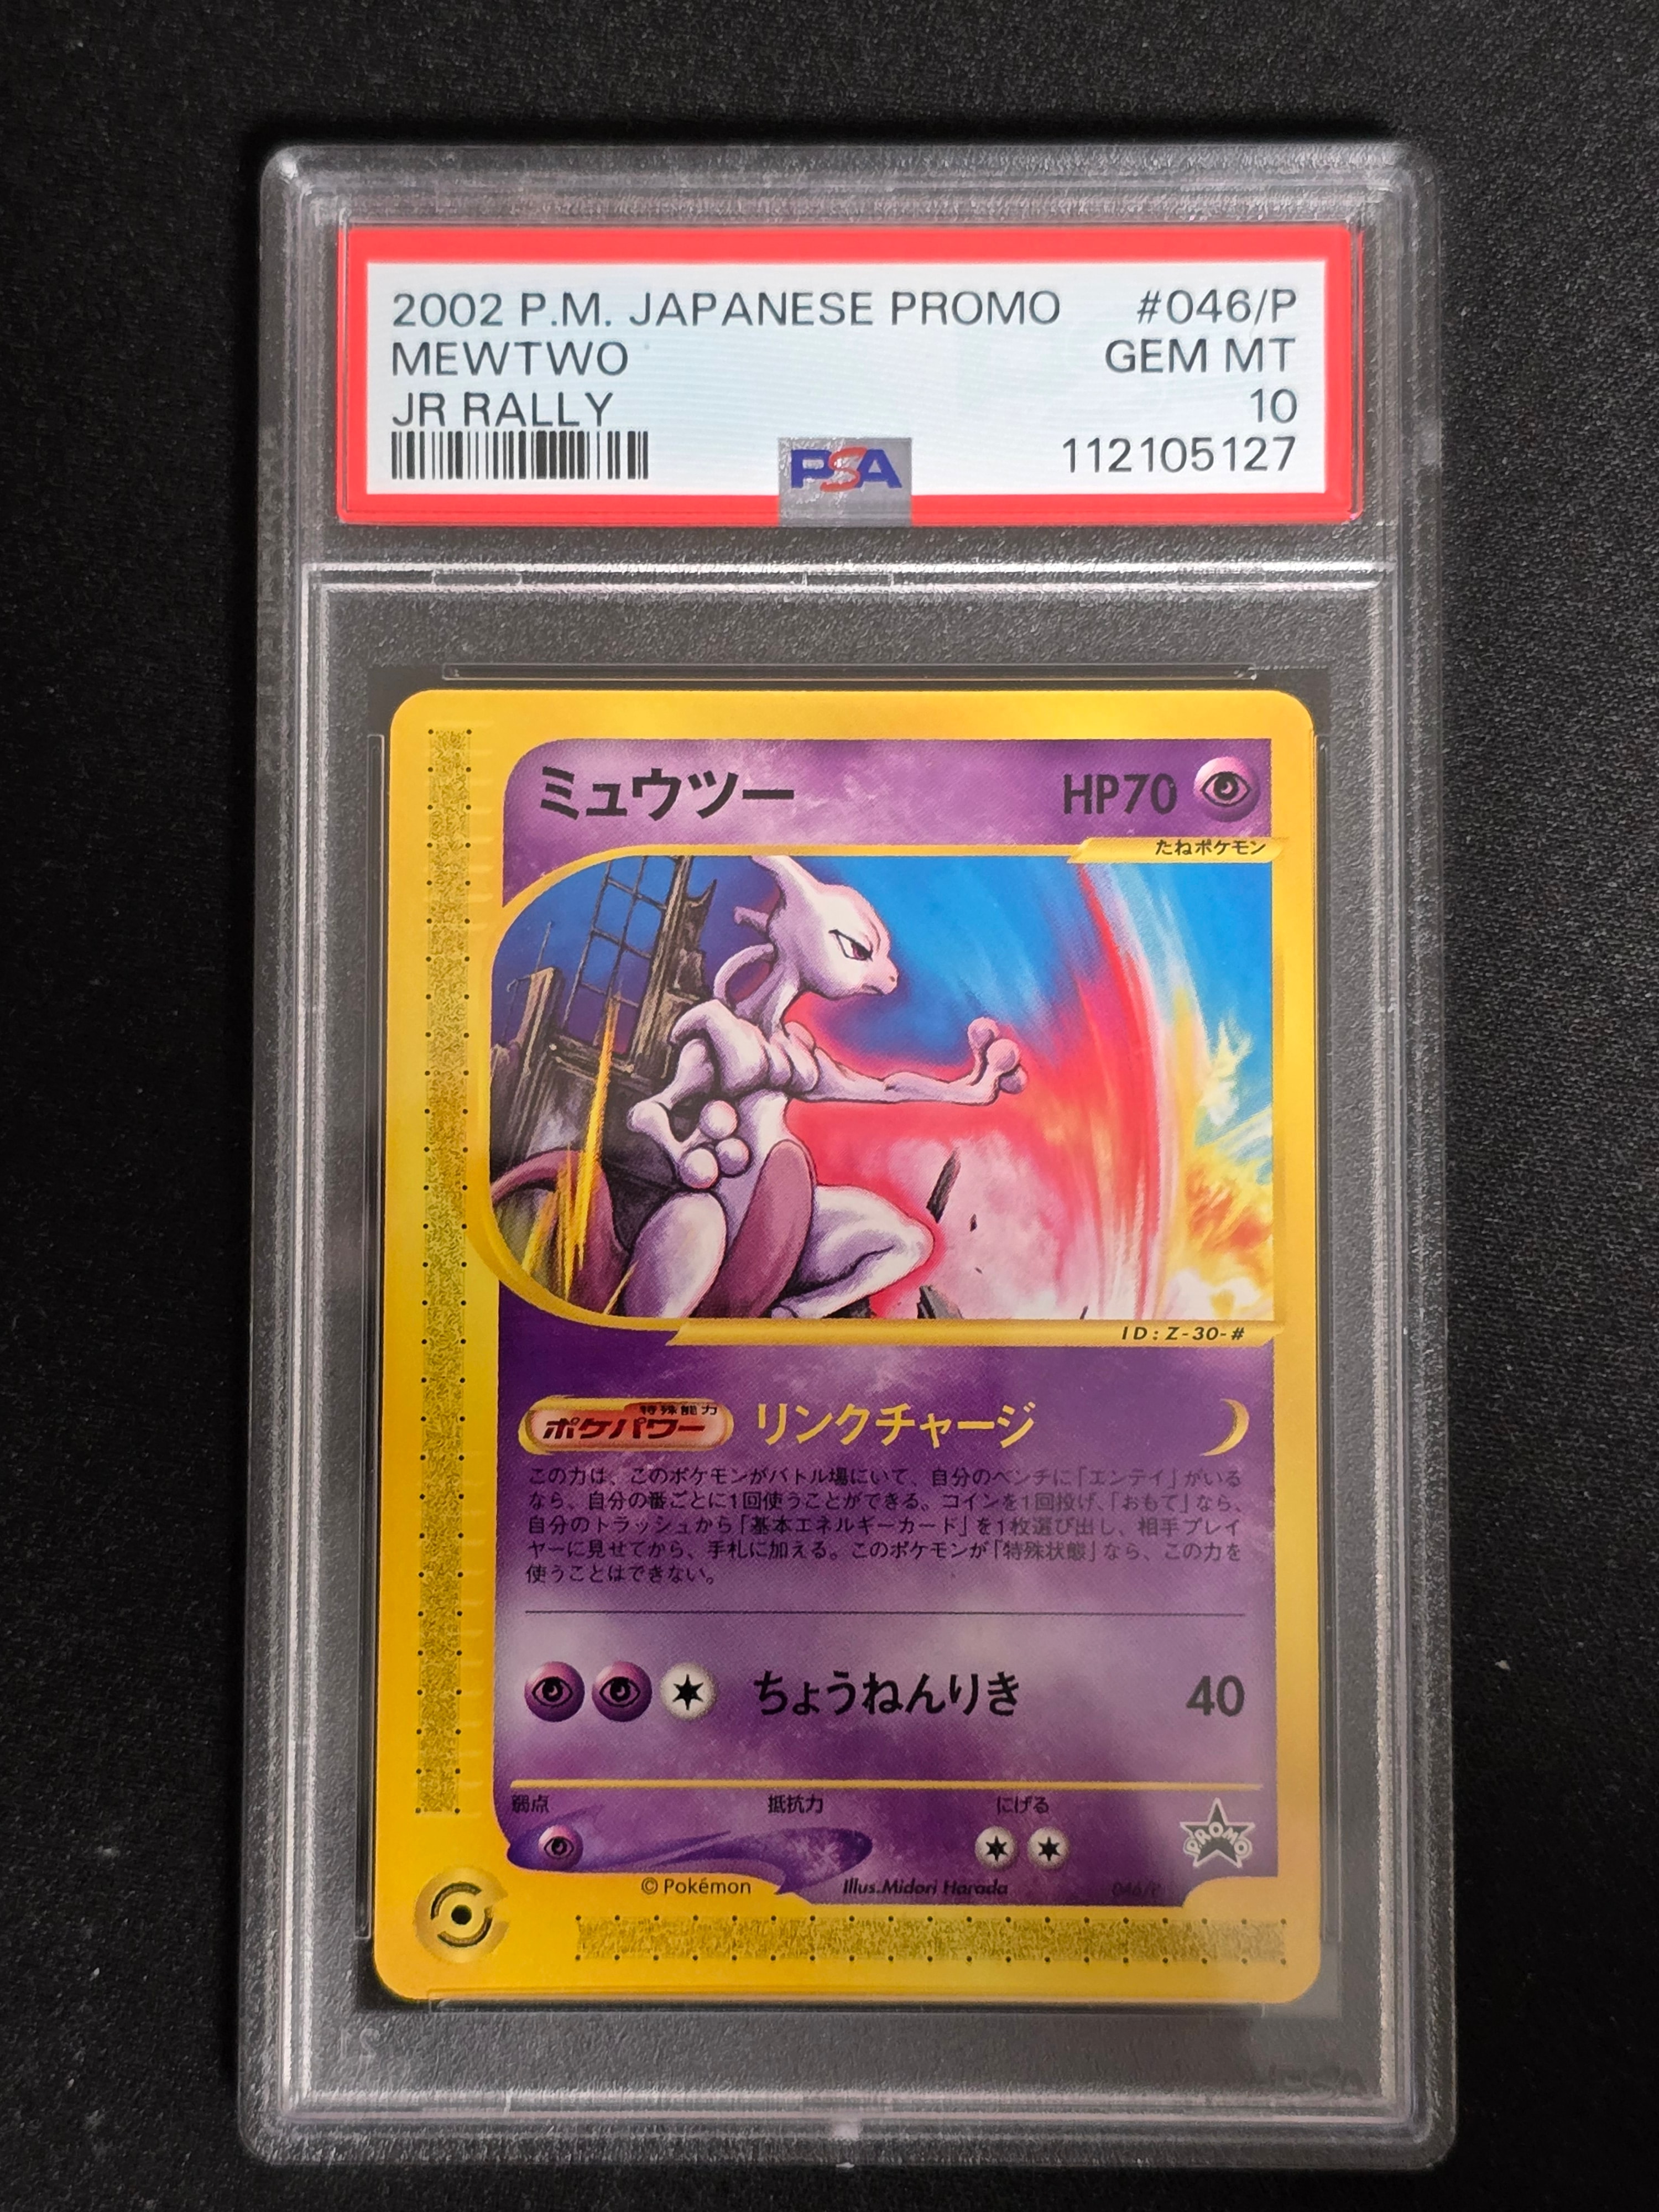 2002 P.M. JAPANESE PROMO #046/P
MEWTWO GEM MT
JR RALLY 10
PSA 112105127
ミュウツー HP70
たねポケモン
ID:Z-30-#
特殊能力
ポケパワー リンクチャージ
この力は、このポケモンがバトル場にいて、自分のベンチに「エンテイ」がいる
なら、自分の番ごとに1回使うことができる。コインを1回投げ、「おもて」なら、
自分のトラッシュから「基本エネルギーカード」を1枚選び出し、相手プレイ
ヤーに見せてから、手札に加える。このポケモンが「特殊状態」なら、この力を
使うことはできない。
ちょうねんりき 40
弱点 抵抗力 にげる
PROMO
©Pokémon Illus.Midori Harada 046/P
PSA